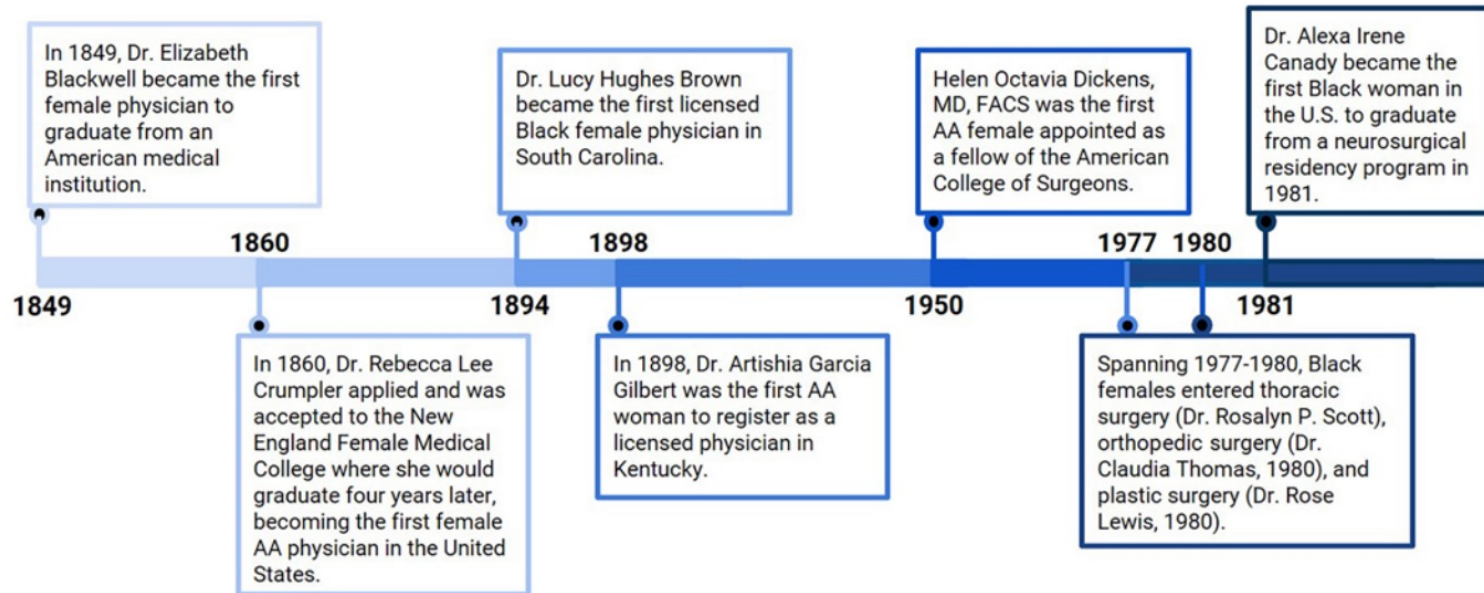 In 1849, Dr. Elizabeth
Blackwell became the first
female physician to
graduate from an
American medical
institution.
Dr. Lucy Hughes Brown
became the first licensed
Black female physician in
South Carolina.
Helen Octavia Dickens,
MD, FACS was the first
AA female appointed as
a fellow of the American
College of Surgeons.
Dr. Alexa Irene
Canady became the
first Black woman in
the U.S. to graduate
from a neurosurgical
residency program in
1981.
1860
1898
1977
1980
1849
1894
1950
1981
In 1860, Dr. Rebecca Lee
Crumpler applied and was
accepted to the New
England Female Medical
College where she would
graduate four years later,
becoming the first female
AA physician in the United
States.
In 1898, Dr. Artishia Garcia
Gilbert was the first AA
woman to register as a
licensed physician in
Kentucky.
Spanning 1977-1980, Black
females entered thoracic
surgery (Dr. Rosalyn P. Scott),
orthopedic surgery (Dr.
Claudia Thomas, 1980), and
plastic surgery (Dr. Rose
Lewis, 1980).